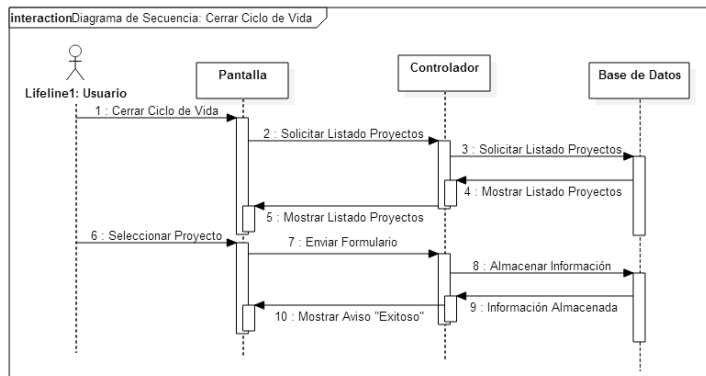 interactionDiagrama de Secuencia: Cerrar Ciclo de Vida
Lifeline1: Usuario
Pantalla
Controlador
Base de Datos
1 : Cerrar Ciclo de Vida
2 : Solicitar Listado Proyectos
3 : Solicitar Listado Proyectos
4 : Mostrar Listado Proyectos
5 : Mostrar Listado Proyectos
6 : Seleccionar Proyecto
7 : Enviar Formulario
8 : Almacenar Información
9 : Información Almacenada
10 : Mostrar Aviso "Exitoso"